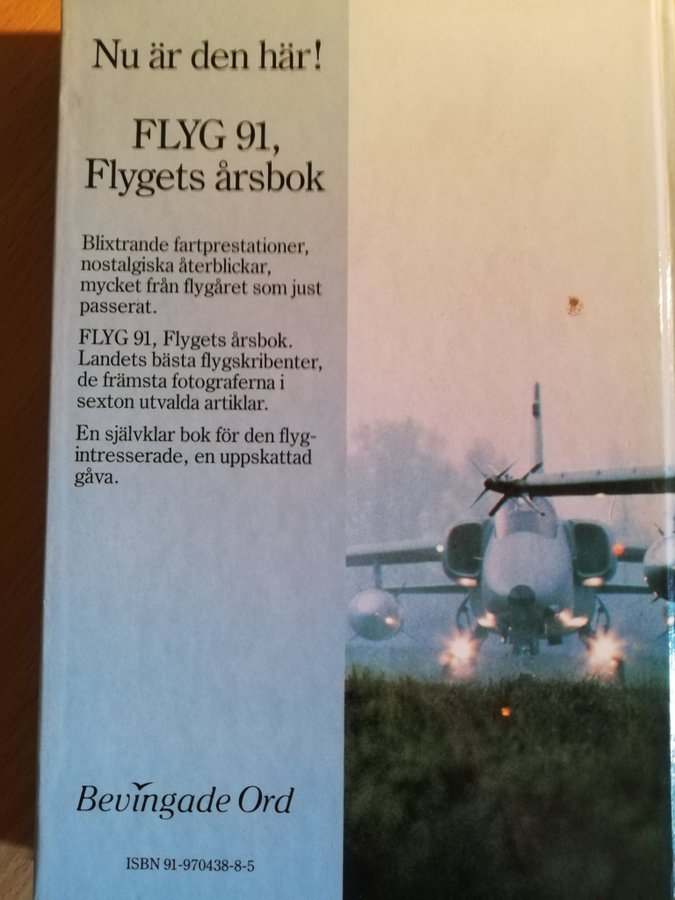 Nu är den här!
FLYG 91,
Flygets årsbok
Blixtrande fartprestationer,
nostalgiska återblickar,
mycket från flygåret som just
passerat.
FLYG 91, Flygets årsbok.
Landets bästa flygskribenter,
de främsta fotograferna i
sexton utvalda artiklar.
En självklar bok för den flyg-
intresserade, en uppskattad
gåva.
Bevingade Ord
ISBN 91-970438-8-5